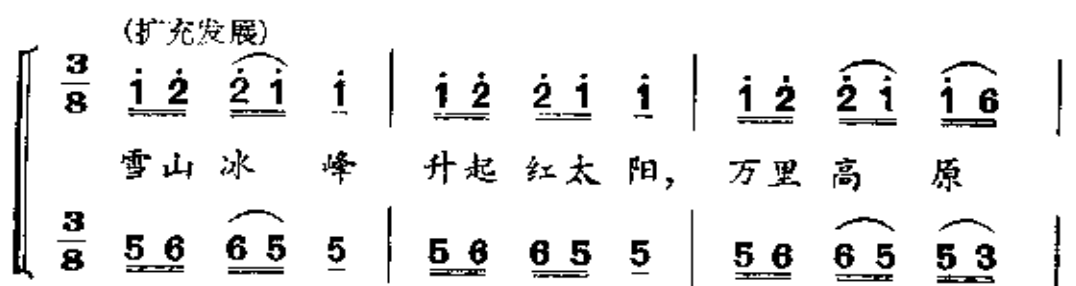 (扩充发展)
3/8 1̇ 2̇ 2̇ 1̇ 1̇ | 1̇ 2̇ 2̇ 1̇ 1̇ | 1̇ 2̇ 2̇ 1̇ 1̇ 6 |
雪山冰 峰 升起红太阳, 万里高 原
3/8 5 6 6 5 5 | 5 6 6 5 5 | 5 6 6 5 5 3 |